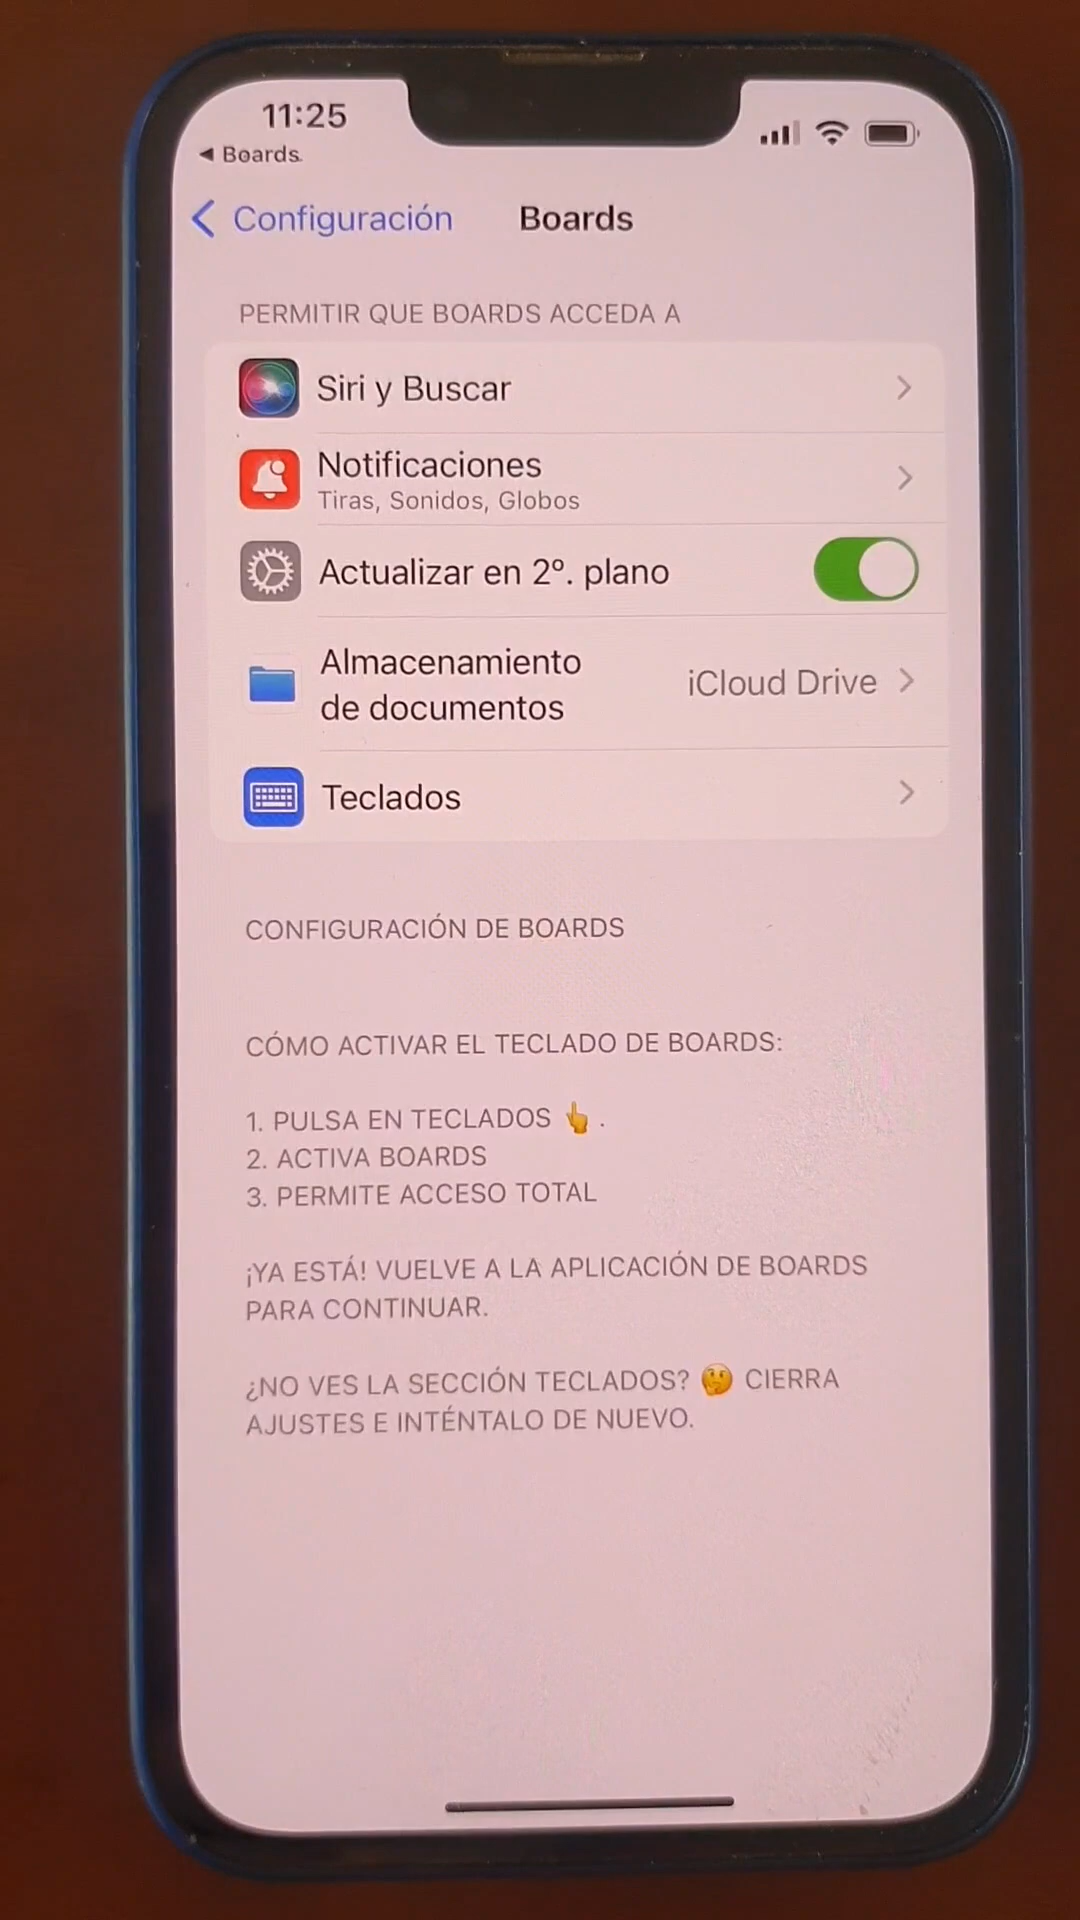 11:25
◀ Boards
Configuración
Boards
PERMITIR QUE BOARDS ACCEDA A
Siri y Buscar
Notificaciones
Tiras, Sonidos, Globos
Actualizar en 2º. plano
Almacenamiento
de documentos
iCloud Drive
Teclados
CONFIGURACIÓN DE BOARDS
CÓMO ACTIVAR EL TECLADO DE BOARDS:
1. PULSA EN TECLADOS 👆 .
2. ACTIVA BOARDS
3. PERMITE ACCESO TOTAL
¡YA ESTÁ! VUELVE A LA APLICACIÓN DE BOARDS
PARA CONTINUAR.
¿NO VES LA SECCIÓN TECLADOS? 🤔 CIERRA
AJUSTES E INTÉNTALO DE NUEVO.